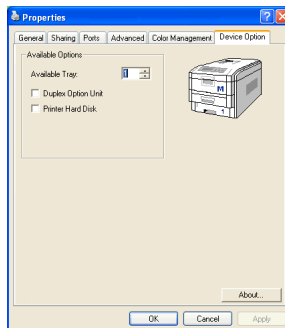 Properties
General Sharing Ports Advanced Color Management Device Option
Available Options
Available Tray: 1
Duplex Option Unit
Printer Hard Disk
M
1
About...
OK Cancel Apply